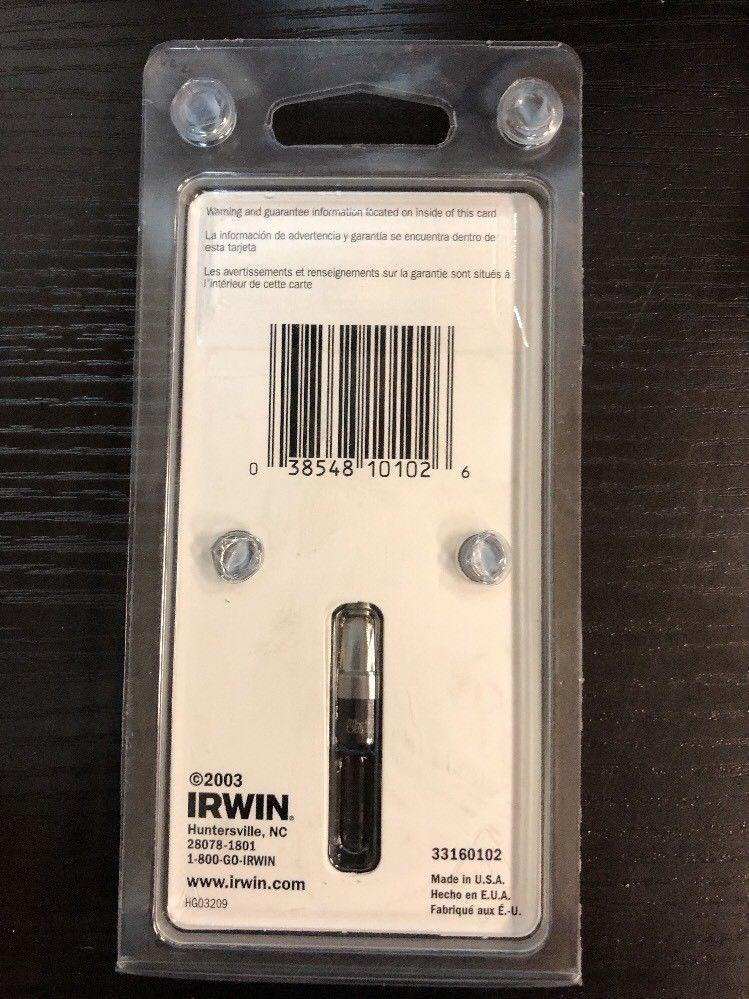 Warning and guarantee information located on inside of this card
La información de advertencia y garantía se encuentra dentro de
esta tarjeta
Les avertissements et renseignements sur la garantie sont situés à
l'intérieur de cette carte
0 38548 10102 6
©2003
IRWIN®
Huntersville, NC
28078-1801
1-800-GO-IRWIN
www.irwin.com
HG03209
33160102
Made in U.S.A.
Hecho en E.U.A.
Fabriqué aux É.-U.